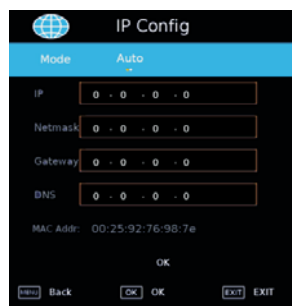 IP Config
Mode Auto
IP 0 . 0 . 0 . 0
Netmask 0 . 0 . 0 . 0
Gateway 0 . 0 . 0 . 0
DNS 0 . 0 . 0 . 0
MAC Addr: 00:25:92:76:98:7e
OK
MENU Back OK OK EXIT EXIT